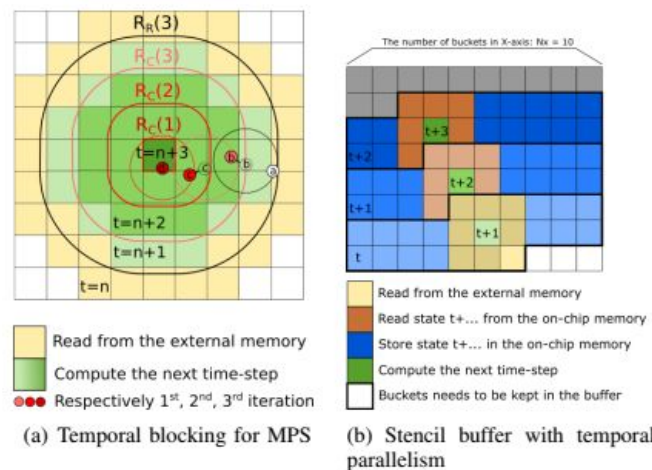 R_R(3)
R_C(3)
R_C(2)
R_C(1)
t=n+3
b
b
c
a
t=n+2
t=n+1
t=n
Read from the external memory
Compute the next time-step
Respectively 1st, 2nd, 3rd iteration
(a) Temporal blocking for MPS
The number of buckets in X-axis: Nx = 10
t+3
t+2
t+2
t+1
t+1
t
Read from the external memory
Read state t+... from the on-chip memory
Store state t+... in the on-chip memory
Compute the next time-step
Buckets needs to be kept in the buffer
(b) Stencil buffer with temporal
parallelism